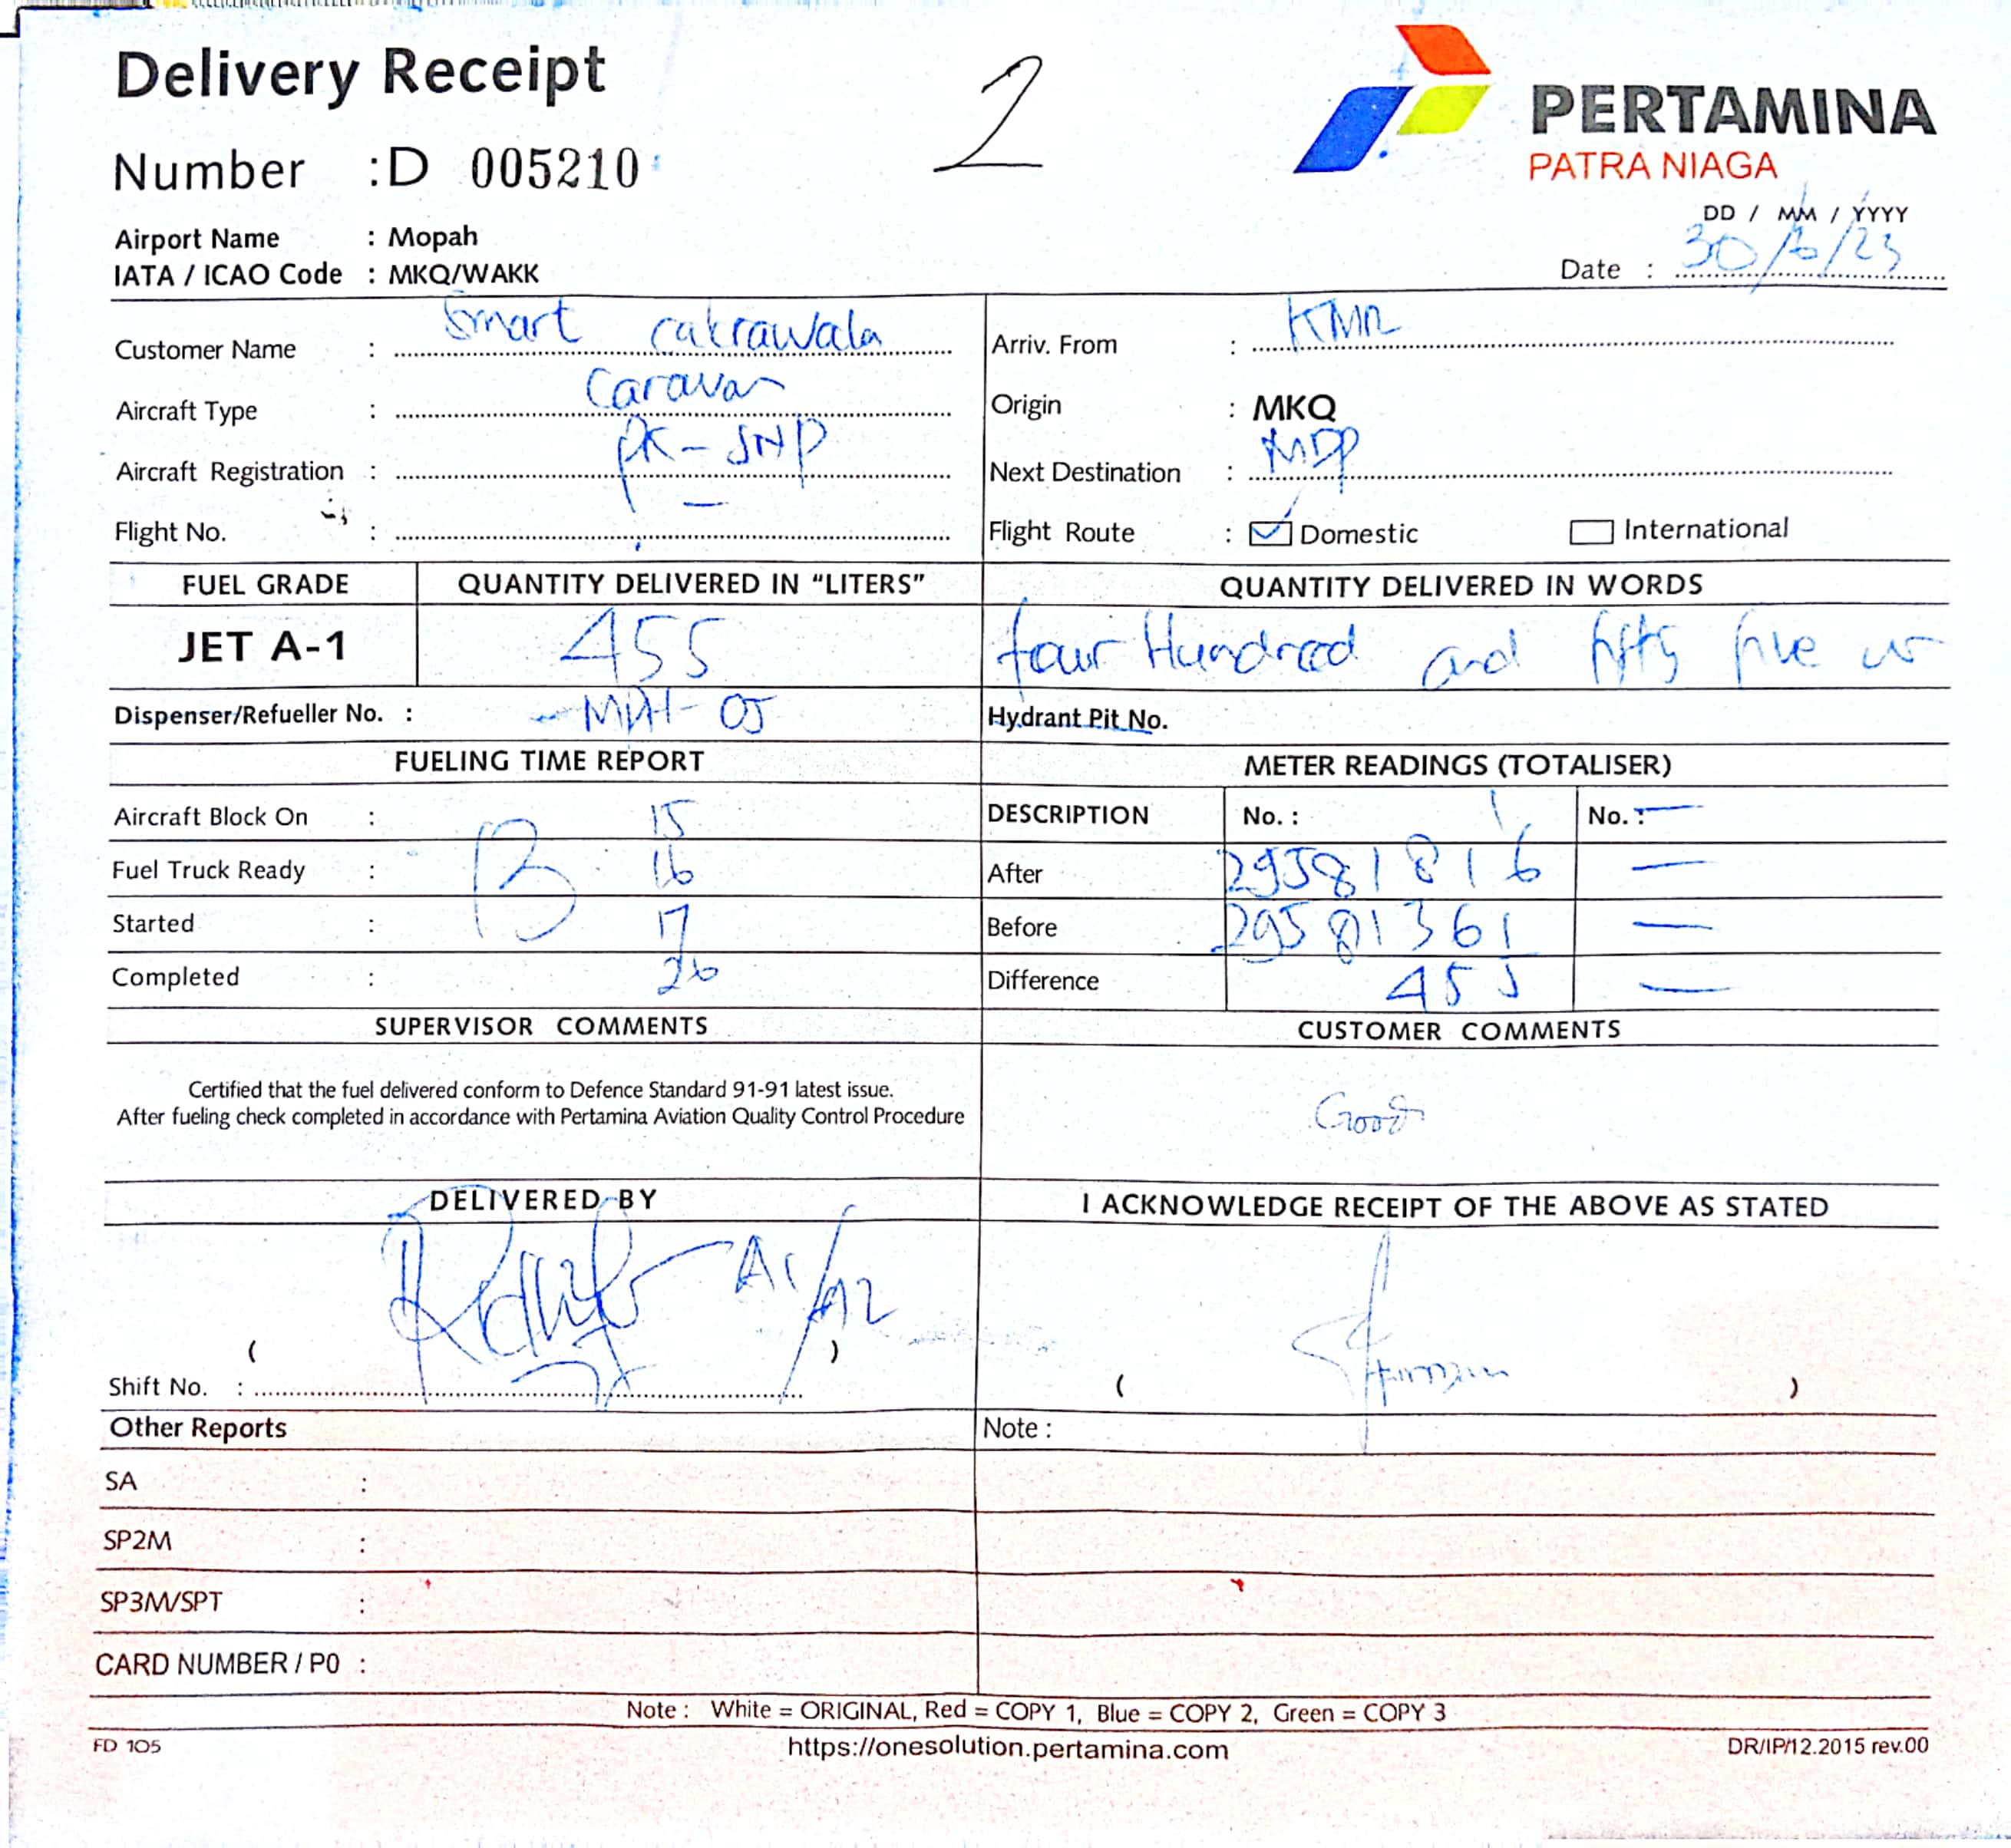 Delivery Receipt
2
PERTAMINA
PATRA NIAGA
Number : D 005210
DD / MM / YYYY
Airport Name : Mopah
IATA / ICAO Code : MKQ/WAKK
Date : 30/6/23
Customer Name : Smart cakrawala
Arriv. From : KMR
Aircraft Type : Caravan
Origin : MKQ
Aircraft Registration : PK-SNP
Next Destination : MDP
Flight No. : -
Flight Route : Domestic International
FUEL GRADE QUANTITY DELIVERED IN "LITERS" QUANTITY DELIVERED IN WORDS
JET A-1 455 four Hundred and fifty five
Dispenser/Refueller No. : MPH-05
Hydrant Pit No.
FUELING TIME REPORT METER READINGS (TOTALISER)
Aircraft Block On : 15
DESCRIPTION No. : 1 No. : -
Fuel Truck Ready : 13 16
After 29581816 -
Started : 17
Before 29581361 -
Completed : 26
Difference 455 -
SUPERVISOR COMMENTS CUSTOMER COMMENTS
Certified that the fuel delivered conform to Defence Standard 91-91 latest issue.
After fueling check completed in accordance with Pertamina Aviation Quality Control Procedure
Good
DELIVERED BY I ACKNOWLEDGE RECEIPT OF THE ABOVE AS STATED
( )
Shift No. :
( )
Other Reports Note :
SA :
SP2M :
SP3M/SPT :
CARD NUMBER / PO :
Note : White = ORIGINAL, Red = COPY 1, Blue = COPY 2, Green = COPY 3
FD 105 https://onesolution.pertamina.com DR/IP/12.2015 rev.00